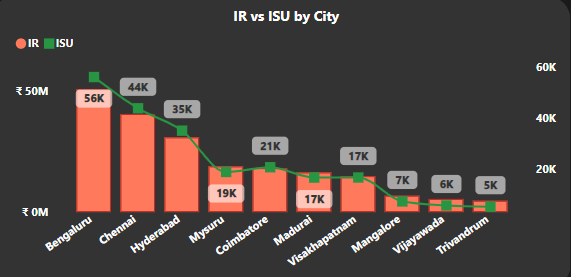 IR vs ISU by City
IR ISU
60K
₹ 50M
40K
20K
₹ 0M
56K
44K
35K
19K
21K
17K
17K
7K
6K
5K
Bengaluru
Chennai
Hyderabad
Mysuru
Coimbatore
Madurai
Visakhapatnam
Mangalore
Vijayawada
Trivandrum